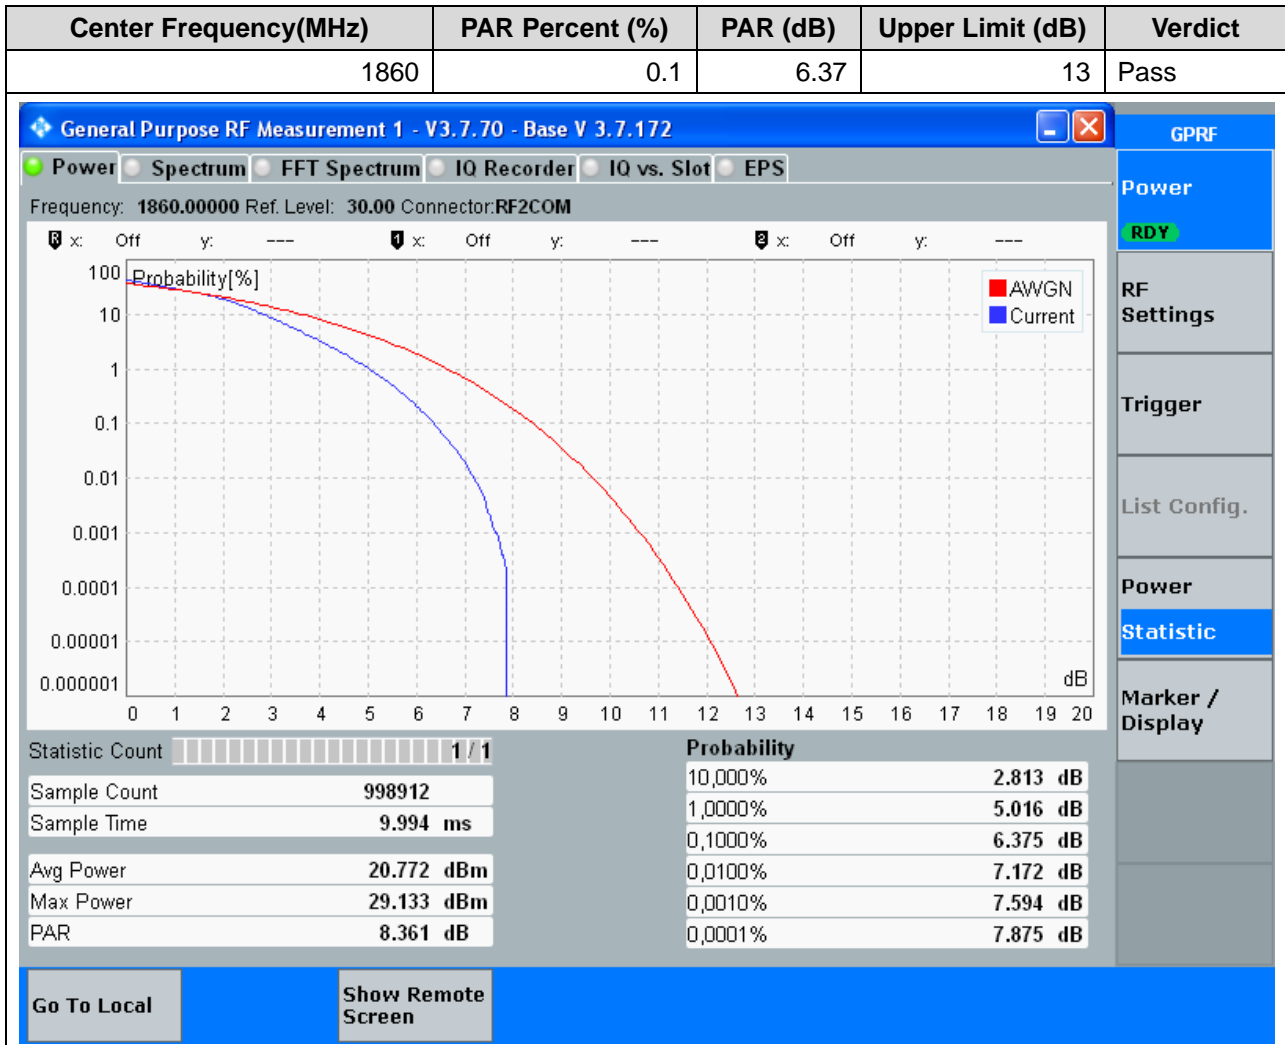 Center Frequency(MHz) PAR Percent (%) PAR (dB) Upper Limit (dB) Verdict
1860 0.1 6.37 13 Pass
General Purpose RF Measurement 1 - V3.7.70 - Base V 3.7.172
GPRF
Power Spectrum FFT Spectrum IQ Recorder IQ vs. Slot EPS
Frequency: 1860.00000 Ref. Level: 30.00 Connector:RF2COM
R x: Off y: --- 1 x: Off y: --- 2 x: Off y: ---
Probability[%]
AWGN
Current
100
10
1
0.1
0.01
0.001
0.0001
0.00001
0.000001
dB
0 1 2 3 4 5 6 7 8 9 10 11 12 13 14 15 16 17 18 19 20
Statistic Count 1 / 1
Sample Count 998912
Sample Time 9.994 ms
Avg Power 20.772 dBm
Max Power 29.133 dBm
PAR 8.361 dB
Probability
10,000% 2.813 dB
1,0000% 5.016 dB
0,1000% 6.375 dB
0,0100% 7.172 dB
0,0010% 7.594 dB
0,0001% 7.875 dB
Power
RDY
RF
Settings
Trigger
List Config.
Power
Statistic
Marker /
Display
Go To Local
Show Remote
Screen